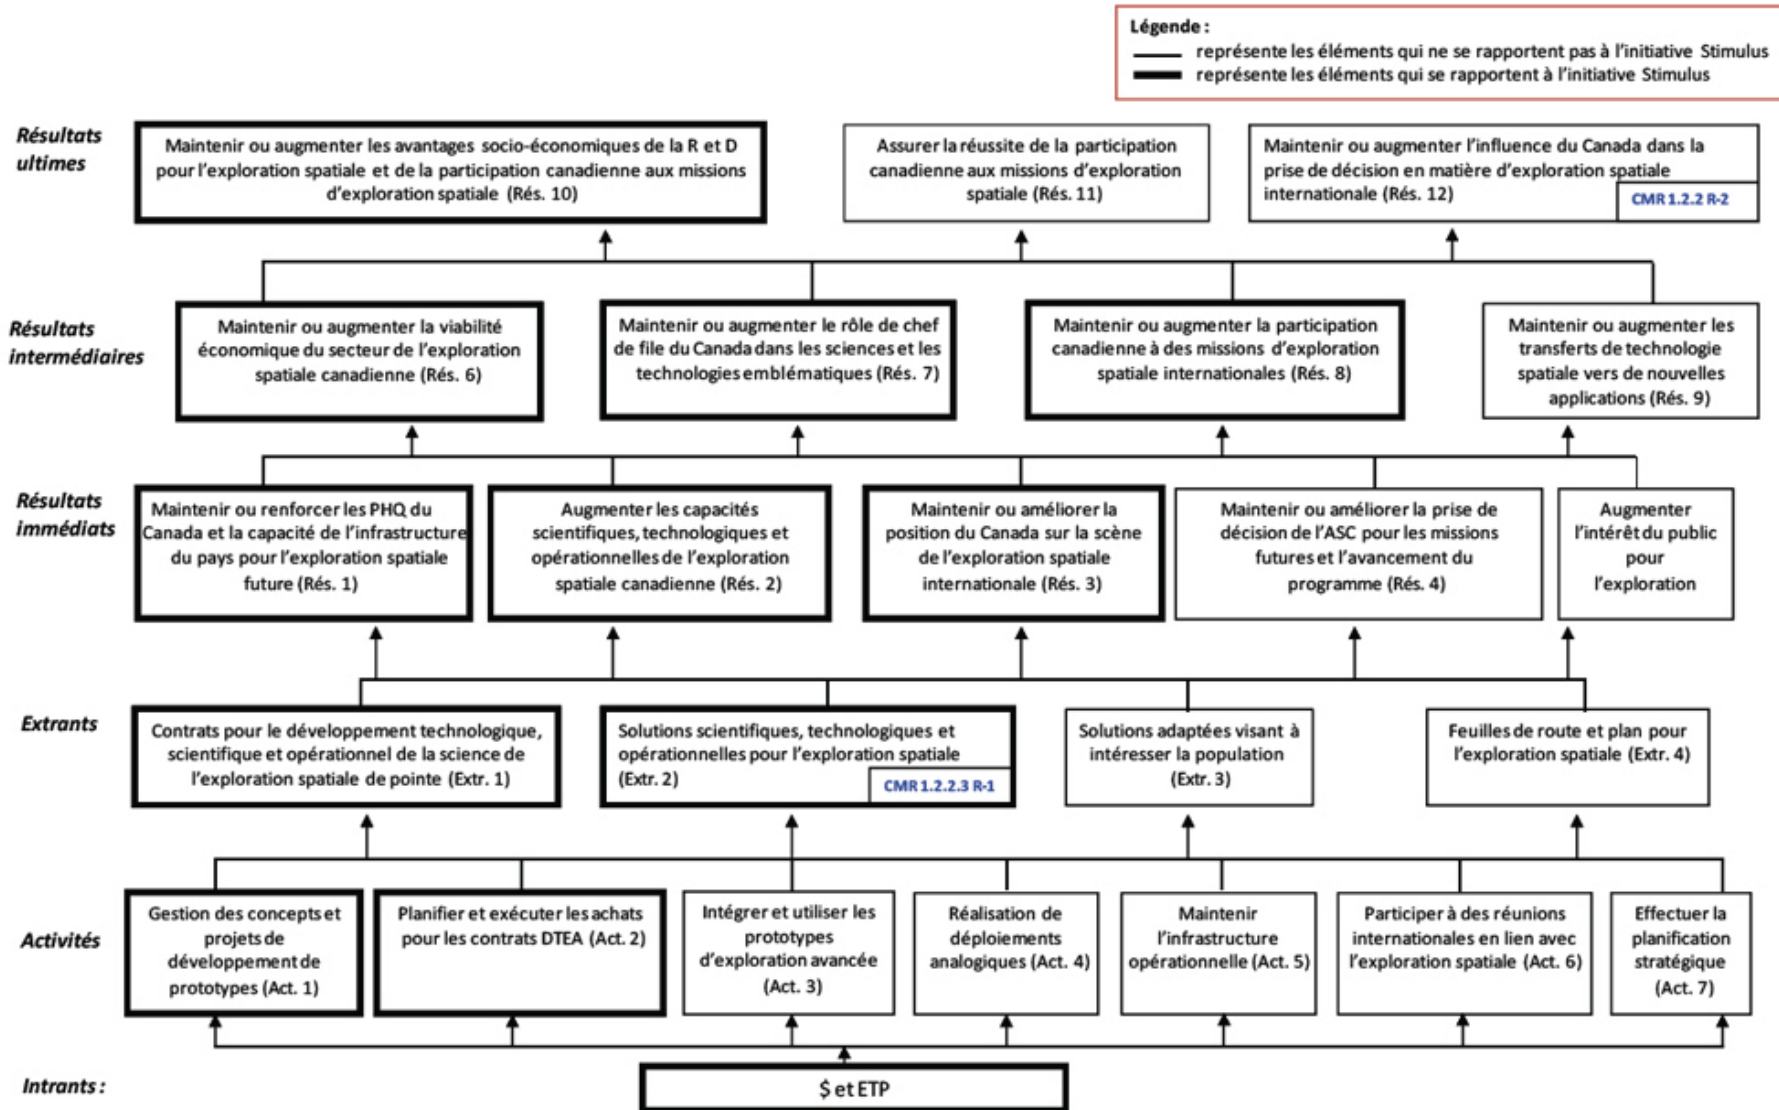 Légende :
représente les éléments qui ne se rapportent pas à l'initiative Stimulus
représente les éléments qui se rapportent à l'initiative Stimulus
Résultats
ultimes
Maintenir ou augmenter les avantages socio-économiques de la R et D
pour l'exploration spatiale et de la participation canadienne aux missions
d'exploration spatiale (Rés. 10)
Assurer la réussite de la participation
canadienne aux missions d'exploration
spatiale (Rés. 11)
Maintenir ou augmenter l'influence du Canada dans la
prise de décision en matière d'exploration spatiale
internationale (Rés. 12)
CMR 1.2.2 R-2
Résultats
intermédiaires
Maintenir ou augmenter la viabilité
économique du secteur de l'exploration
spatiale canadienne (Rés. 6)
Maintenir ou augmenter le rôle de chef
de file du Canada dans les sciences et les
technologies emblématiques (Rés. 7)
Maintenir ou augmenter la participation
canadienne à des missions d'exploration
spatiale internationales (Rés. 8)
Maintenir ou augmenter les
transferts de technologie
spatiale vers de nouvelles
applications (Rés. 9)
Résultats
immédiats
Maintenir ou renforcer les PHQ du
Canada et la capacité de l'infrastructure
du pays pour l'exploration spatiale
future (Rés. 1)
Augmenter les capacités
scientifiques, technologiques et
opérationnelles de l'exploration
spatiale canadienne (Rés. 2)
Maintenir ou améliorer la
position du Canada sur la scène
de l'exploration spatiale
internationale (Rés. 3)
Maintenir ou améliorer la prise de
décision de l'ASC pour les missions
futures et l'avancement du
programme (Rés. 4)
Augmenter
l'intérêt du public
pour
l'exploration
Extrants
Contrats pour le développement technologique,
scientifique et opérationnel de la science de
l'exploration spatiale de pointe (Extr. 1)
Solutions scientifiques, technologiques et
opérationnelles pour l'exploration spatiale
(Extr. 2)
CMR 1.2.2.3 R-1
Solutions adaptées visant à
intéresser la population
(Extr. 3)
Feuilles de route et plan pour
l'exploration spatiale (Extr. 4)
Activités
Gestion des concepts et
projets de
développement de
prototypes (Act. 1)
Planifier et exécuter les achats
pour les contrats DTEA (Act. 2)
Intégrer et utiliser les
prototypes
d'exploration avancée
(Act. 3)
Réalisation de
déploiements
analogiques (Act. 4)
Maintenir
l'infrastructure
opérationnelle (Act. 5)
Participer à des réunions
internationales en lien avec
l'exploration spatiale (Act. 6)
Effectuer la
planification
stratégique
(Act. 7)
Intrants :
$ et ETP